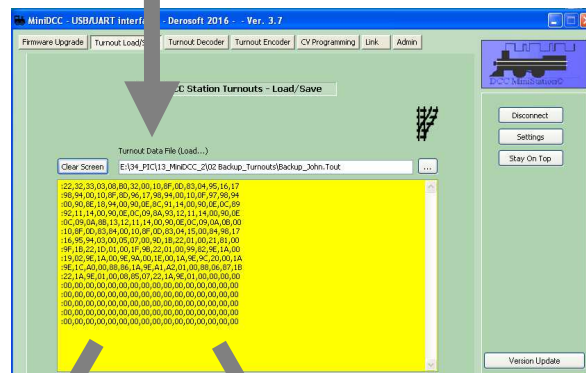 MiniDCC - USB/UART interf - Derosoft 2016 - - Ver. 3.7
Firmware Upgrade Turnout Load/S Turnout Decoder Turnout Encoder CV Programming Link Admin
DCC MiniStation©
CC Station Turnouts - Load/Save
Disconnect
Settings
Stay On Top
Turnout Data File (Load...)
Clear Screen E:\34_PIC\13_MiniDCC_2\02 Backup_Turnouts\Backup_John.Tout ...
:22,32,33,03,08,B0,32,00,10,8F,0D,83,04,95,16,17
:98,94,00,10,8F,8D,96,17,98,94,00,10,0F,97,98,94
:00,90,8E,18,94,00,90,0E,8C,91,14,00,90,0E,0C,89
:92,11,14,00,90,0E,0C,09,8A,93,12,11,14,00,90,0E
:0C,09,0A,8B,13,12,11,14,00,90,0E,0C,09,0A,0B,00
:10,8F,0D,83,84,00,10,8F,0D,83,04,15,00,84,98,17
:16,95,94,03,00,05,07,00,9D,1B,22,01,00,21,81,00
:9F,1B,22,1D,01,00,1F,9B,22,01,00,99,82,9E,1A,00
:19,02,9E,1A,00,9E,9A,00,1E,00,1A,9E,9C,20,00,1A
:9E,1C,A0,00,88,86,1A,9E,A1,A2,01,00,88,06,87,1B
:22,1A,9E,01,00,08,85,07,22,1A,9E,01,00,00,00,00
:00,00,00,00,00,00,00,00,00,00,00,00,00,00,00,00
:00,00,00,00,00,00,00,00,00,00,00,00,00,00,00,00
:00,00,00,00,00,00,00,00,00,00,00,00,00,00,00,00
:00,00,00,00,00,00,00,00,00,00,00,00,00,00,00,00
:00,00,00,00,00,00,00,00,00,00,00,00,00,00,00,00
Version Update